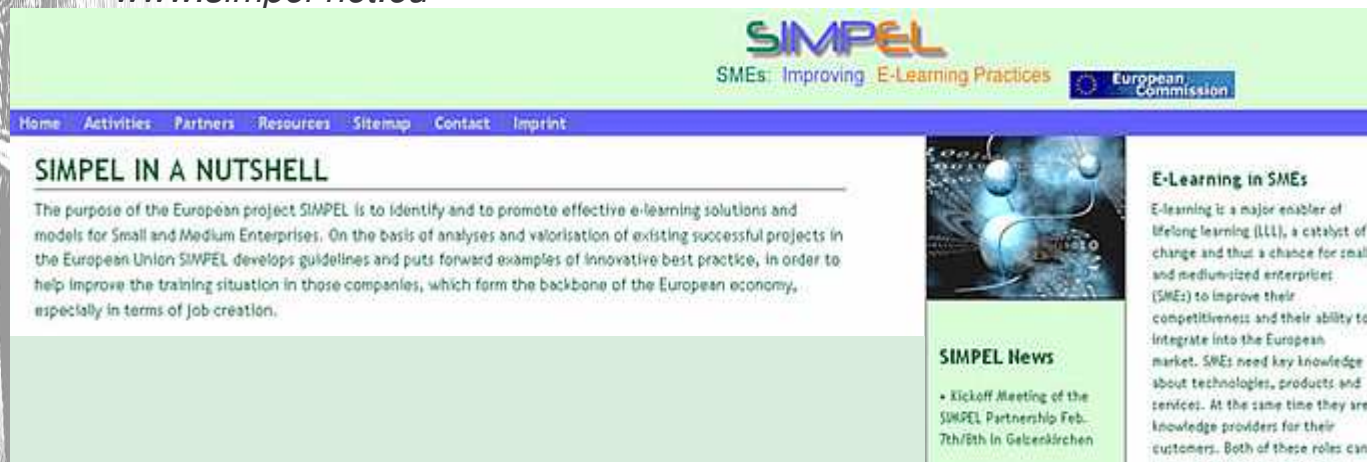 www.simpel-net.eu
SIMPEL
SMEs: Improving E-Learning Practices
European
Commission
Home Activities Partners Resources Sitemap Contact Imprint
SIMPEL IN A NUTSHELL
The purpose of the European project SIMPEL is to identify and to promote effective e-learning solutions and
models for Small and Medium Enterprises. On the basis of analyses and valorisation of existing successful projects in
the European Union SIMPEL develops guidelines and puts forward examples of innovative best practice, in order to
help improve the training situation in those companies, which form the backbone of the European economy,
especially in terms of job creation.
SIMPEL News
• Kickoff Meeting of the
SIMPEL Partnership Feb.
7th/8th in Gelsenkirchen
E-Learning in SMEs
E-learning is a major enabler of
lifelong learning (LLL), a catalyst of
change and thus a chance for small
and medium-sized enterprises
(SMEs) to improve their
competitiveness and their ability to
integrate into the European
market. SMEs need key knowledge
about technologies, products and
services. At the same time they are
knowledge providers for their
customers. Both of these roles can